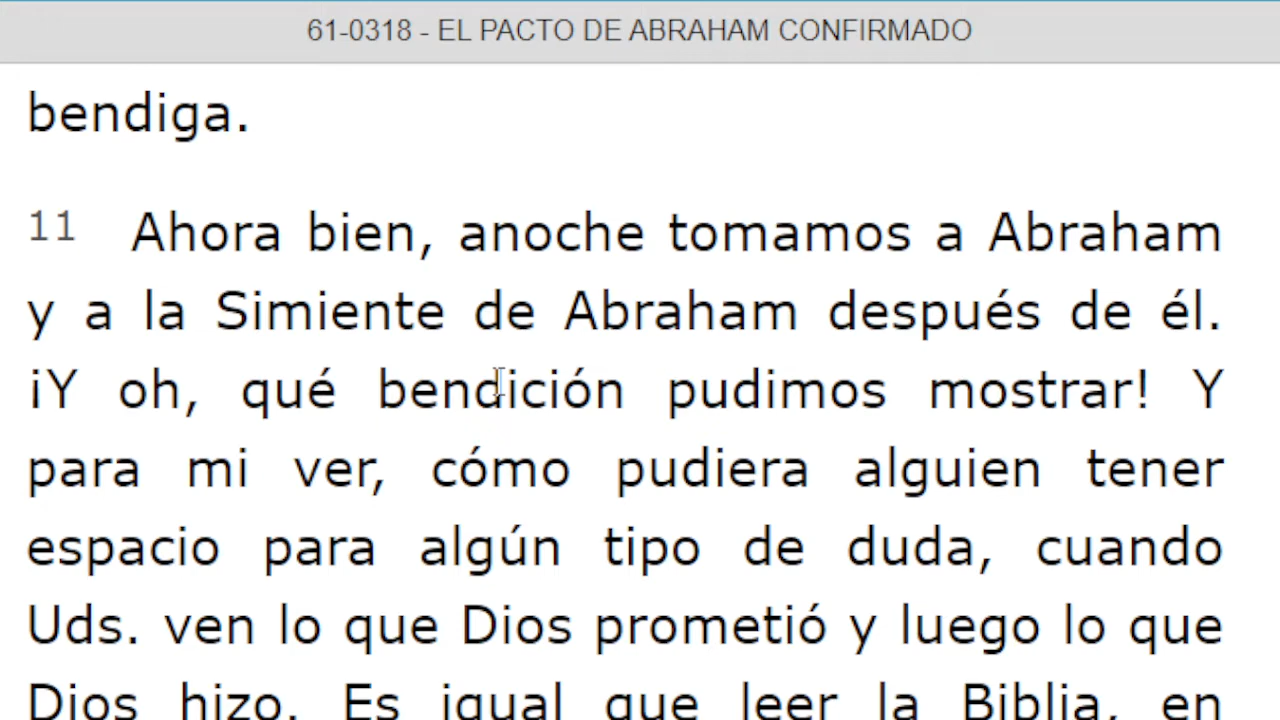 61-0318 - EL PACTO DE ABRAHAM CONFIRMADO
bendiga.
11 Ahora bien, anoche tomamos a Abraham
y a la Simiente de Abraham después de él.
¡Y oh, qué bendición pudimos mostrar! Y
para mi ver, cómo pudiera alguien tener
espacio para algún tipo de duda, cuando
Uds. ven lo que Dios prometió y luego lo que
Dios hizo. Es igual que leer la Biblia, en